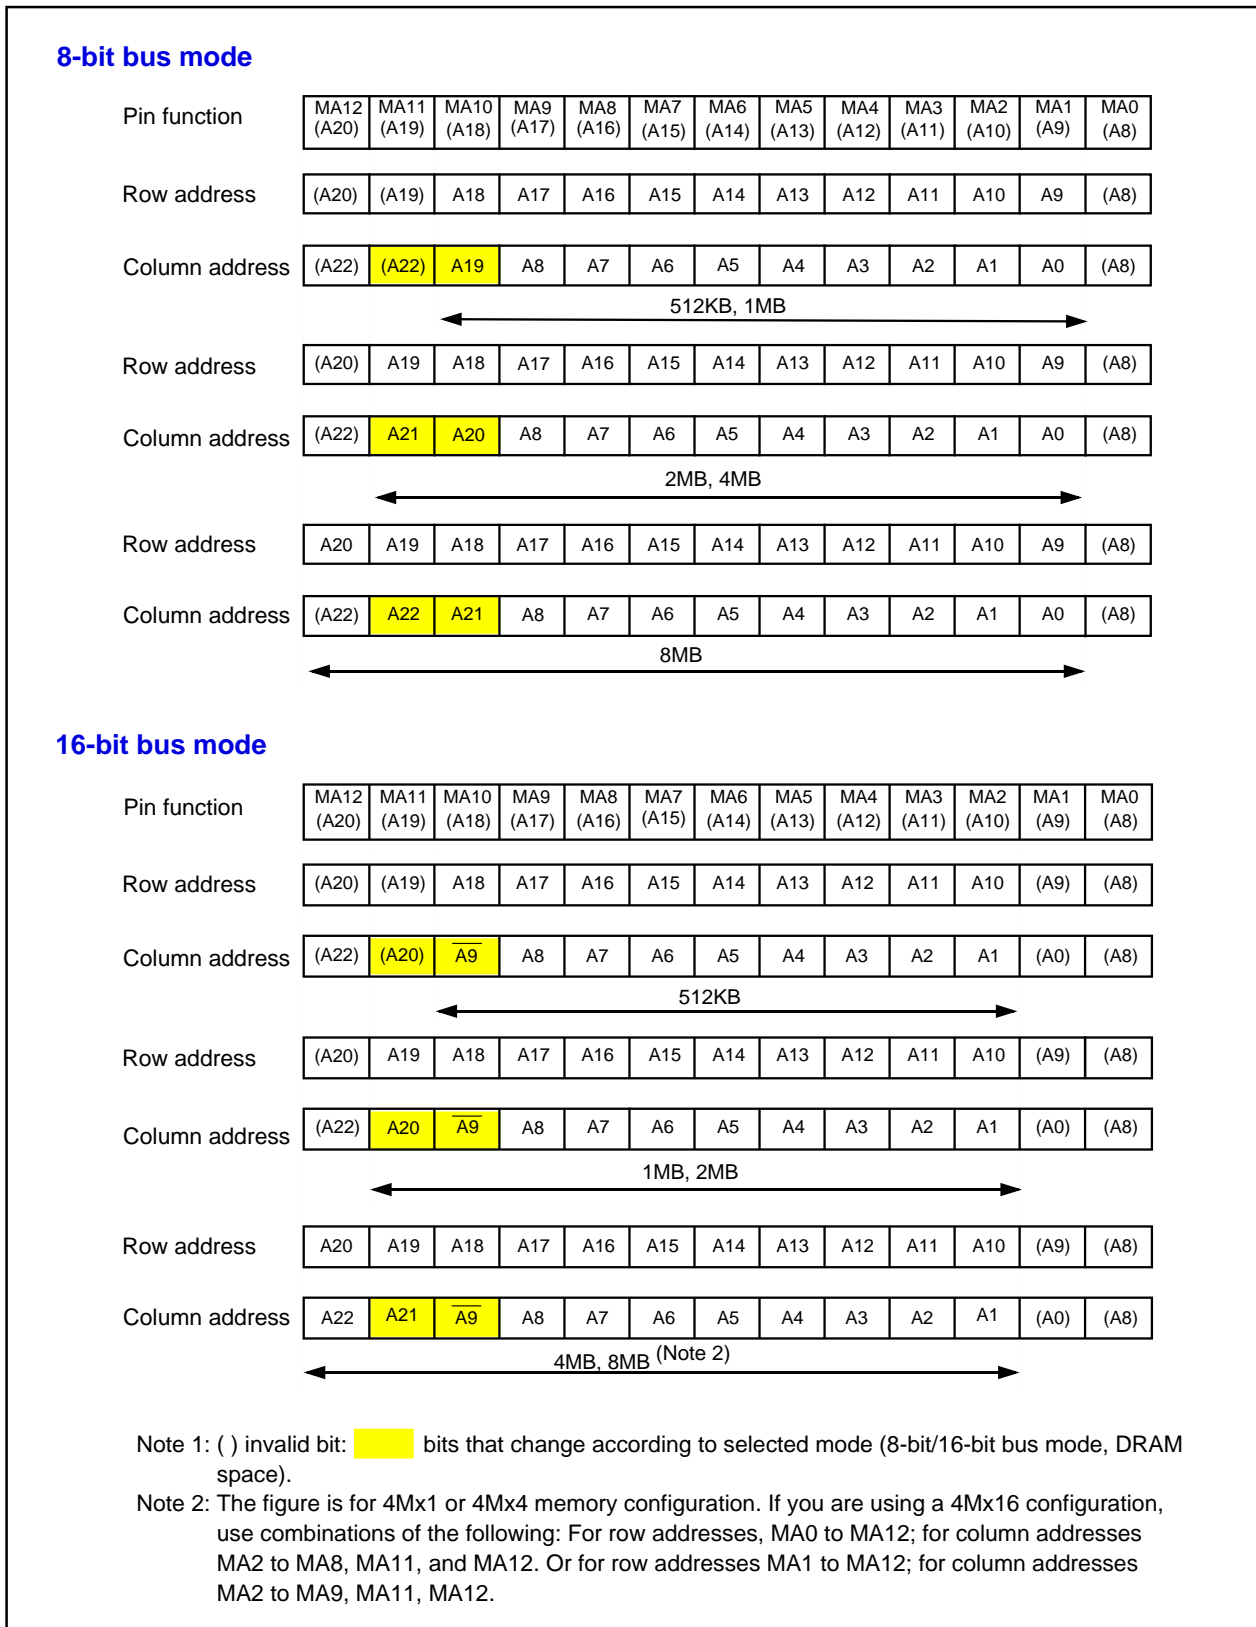 8-bit bus mode
Pin function MA12 (A20) MA11 (A19) MA10 (A18) MA9 (A17) MA8 (A16) MA7 (A15) MA6 (A14) MA5 (A13) MA4 (A12) MA3 (A11) MA2 (A10) MA1 (A9) MA0 (A8)
Row address (A20) (A19) A18 A17 A16 A15 A14 A13 A12 A11 A10 A9 (A8)
Column address (A22) (A22) A19 A8 A7 A6 A5 A4 A3 A2 A1 A0 (A8)
512KB, 1MB
Row address (A20) A19 A18 A17 A16 A15 A14 A13 A12 A11 A10 A9 (A8)
Column address (A22) A21 A20 A8 A7 A6 A5 A4 A3 A2 A1 A0 (A8)
2MB, 4MB
Row address A20 A19 A18 A17 A16 A15 A14 A13 A12 A11 A10 A9 (A8)
Column address (A22) A22 A21 A8 A7 A6 A5 A4 A3 A2 A1 A0 (A8)
8MB
16-bit bus mode
Pin function MA12 (A20) MA11 (A19) MA10 (A18) MA9 (A17) MA8 (A16) MA7 (A15) MA6 (A14) MA5 (A13) MA4 (A12) MA3 (A11) MA2 (A10) MA1 (A9) MA0 (A8)
Row address (A20) (A19) A18 A17 A16 A15 A14 A13 A12 A11 A10 (A9) (A8)
Column address (A22) (A20) A̅9̅ A8 A7 A6 A5 A4 A3 A2 A1 (A0) (A8)
512KB
Row address (A20) A19 A18 A17 A16 A15 A14 A13 A12 A11 A10 (A9) (A8)
Column address (A22) A20 A̅9̅ A8 A7 A6 A5 A4 A3 A2 A1 (A0) (A8)
1MB, 2MB
Row address A20 A19 A18 A17 A16 A15 A14 A13 A12 A11 A10 (A9) (A8)
Column address A22 A21 A̅9̅ A8 A7 A6 A5 A4 A3 A2 A1 (A0) (A8)
4MB, 8MB (Note 2)
Note 1: ( ) invalid bit: bits that change according to selected mode (8-bit/16-bit bus mode, DRAM
space).
Note 2: The figure is for 4Mx1 or 4Mx4 memory configuration. If you are using a 4Mx16 configuration,
use combinations of the following: For row addresses, MA0 to MA12; for column addresses
MA2 to MA8, MA11, and MA12. Or for row addresses MA1 to MA12; for column addresses
MA2 to MA9, MA11, MA12.